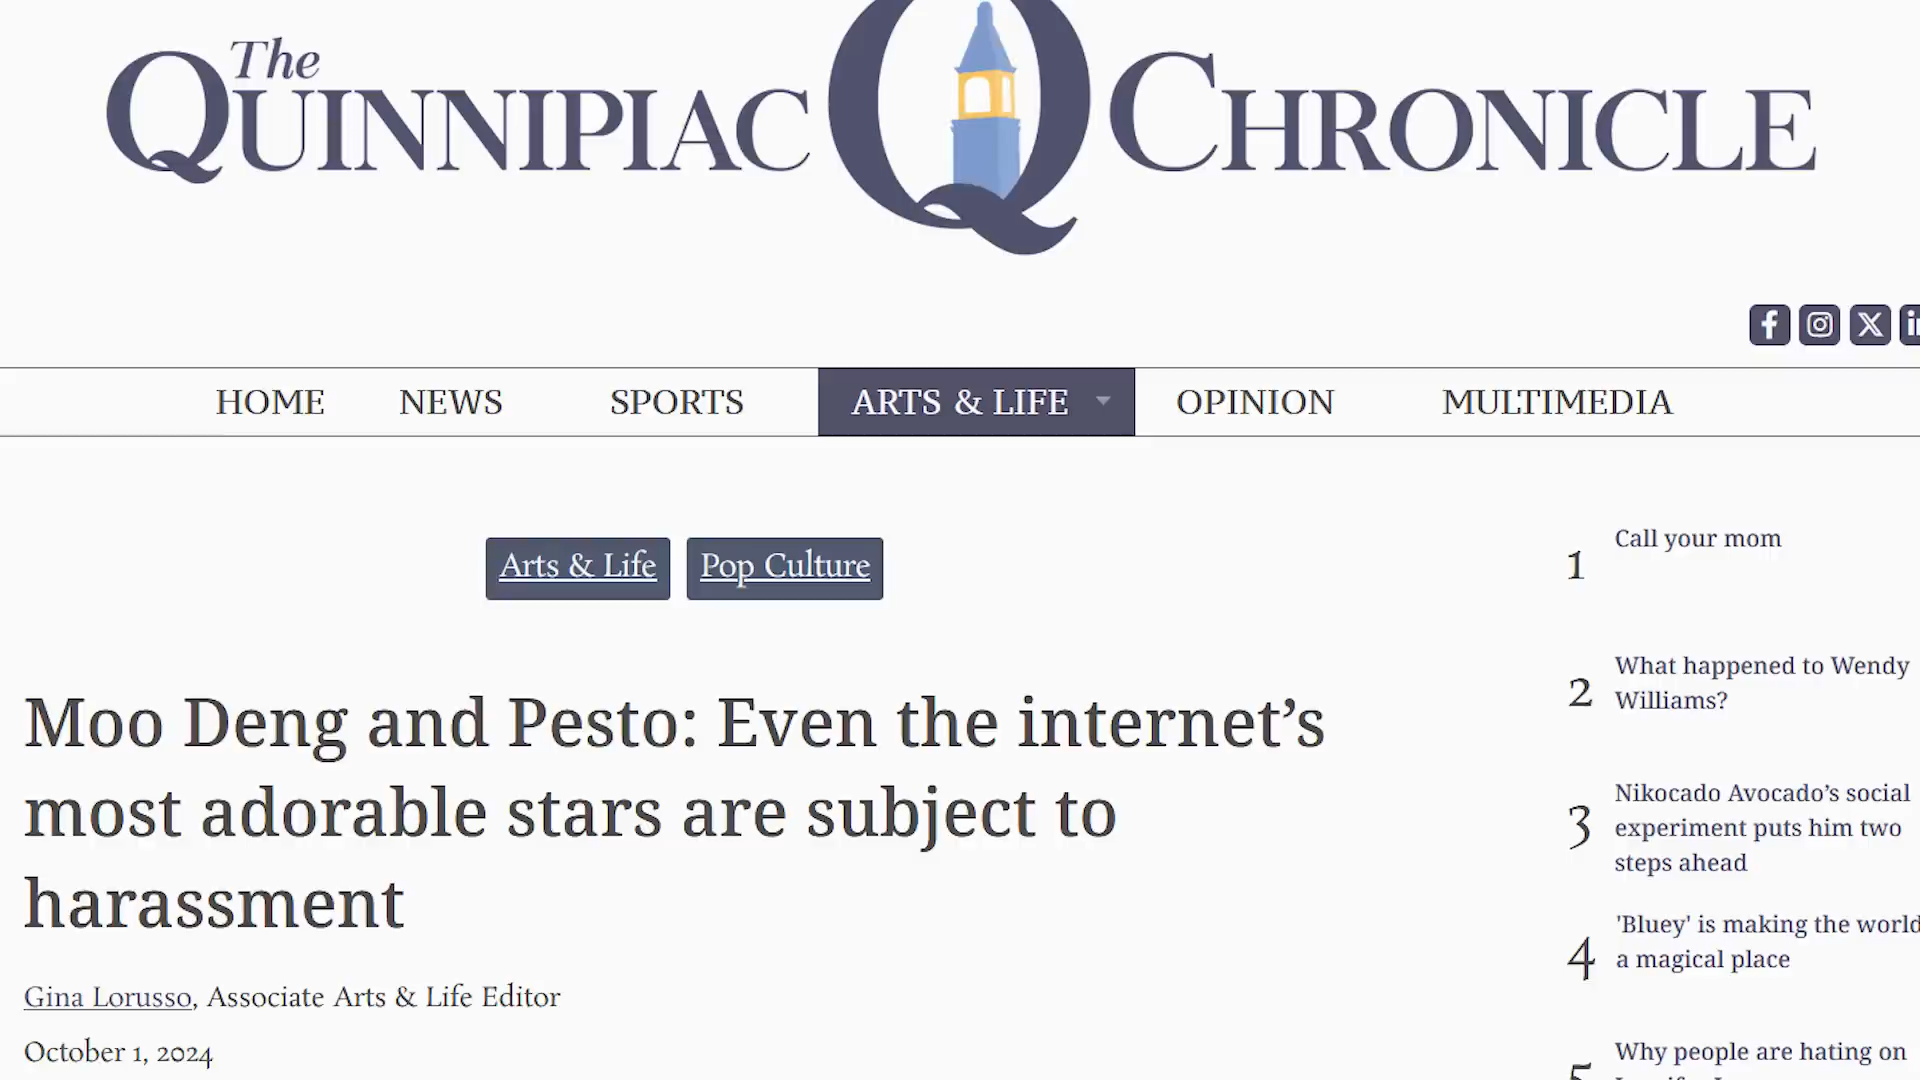 The
QUINNIPIAC Q CHRONICLE
HOME NEWS SPORTS ARTS & LIFE OPINION MULTIMEDIA
Arts & Life Pop Culture
Moo Deng and Pesto: Even the internet’s
most adorable stars are subject to
harassment
Gina Lorusso, Associate Arts & Life Editor
October 1, 2024
1 Call your mom
2 What happened to Wendy
Williams?
3 Nikocado Avocado’s social
experiment puts him two
steps ahead
4 'Bluey' is making the world
a magical place
5 Why people are hating on